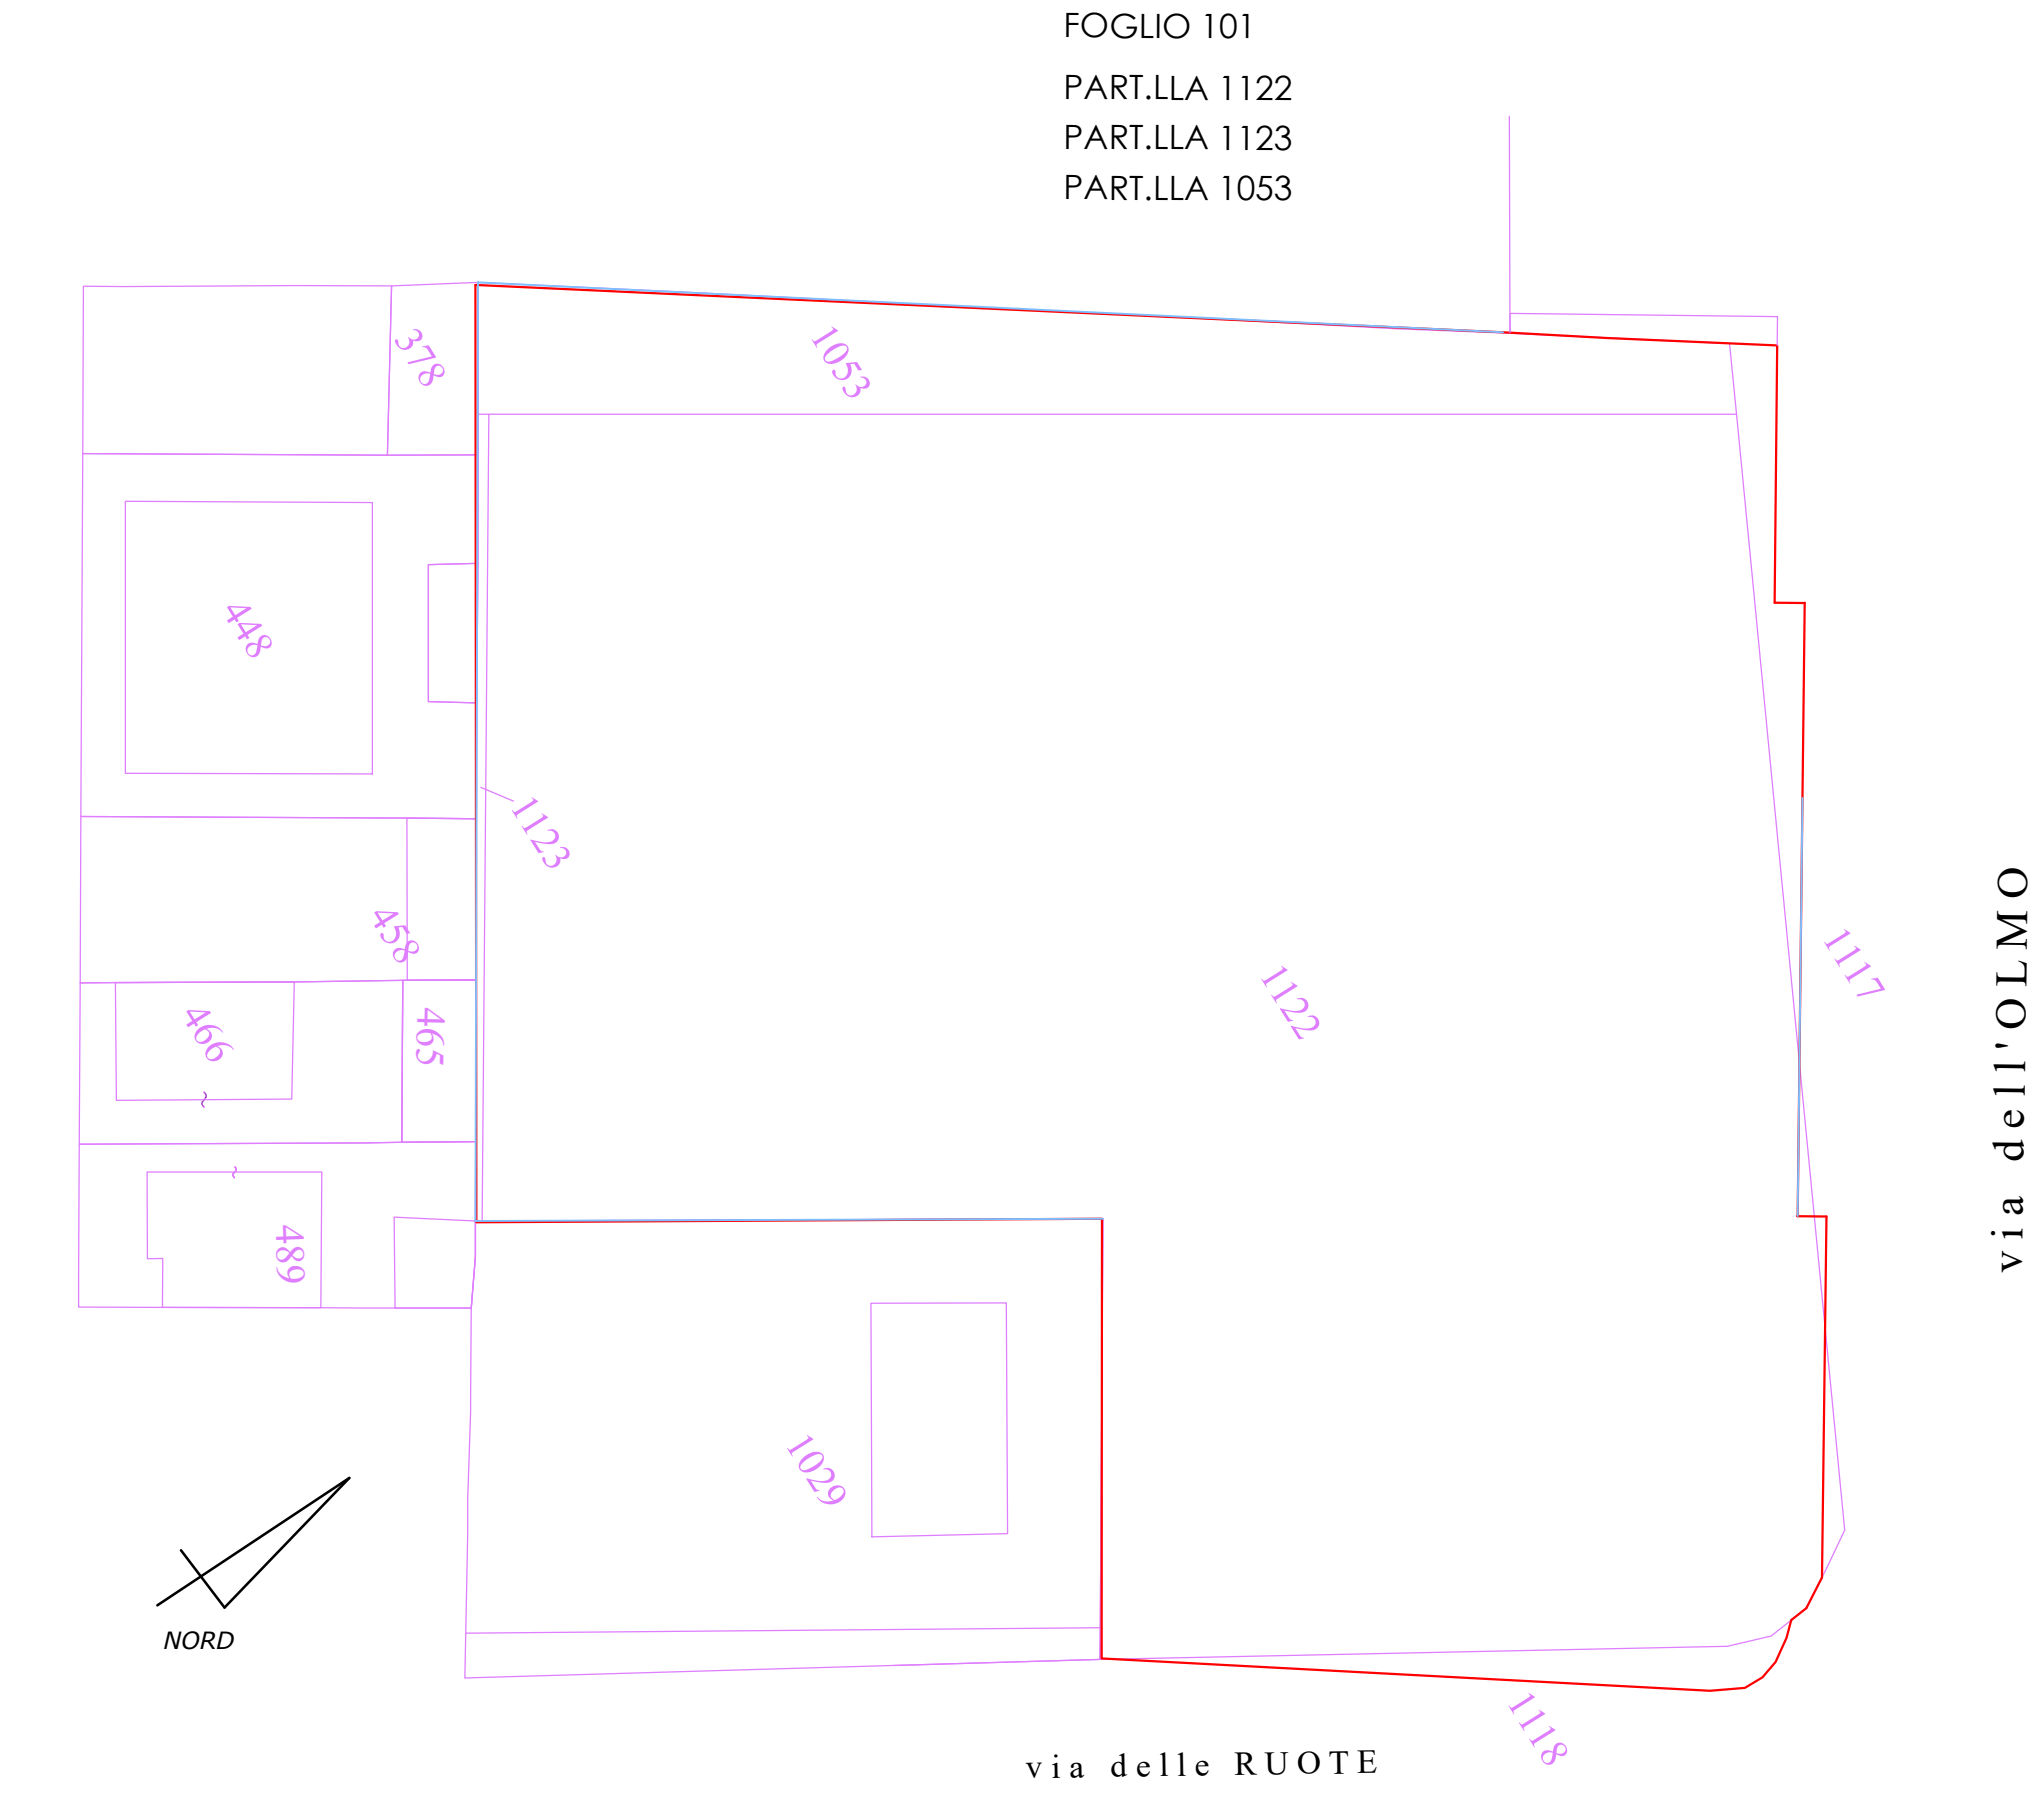 FOGLIO 101
PART.LLA 1122
PART.LLA 1123
PART.LLA 1053
378
1053
448
1123
458
1117
1122
466
465
via dell'OLMO
489
1029
NORD
1118
via delle RUOTE